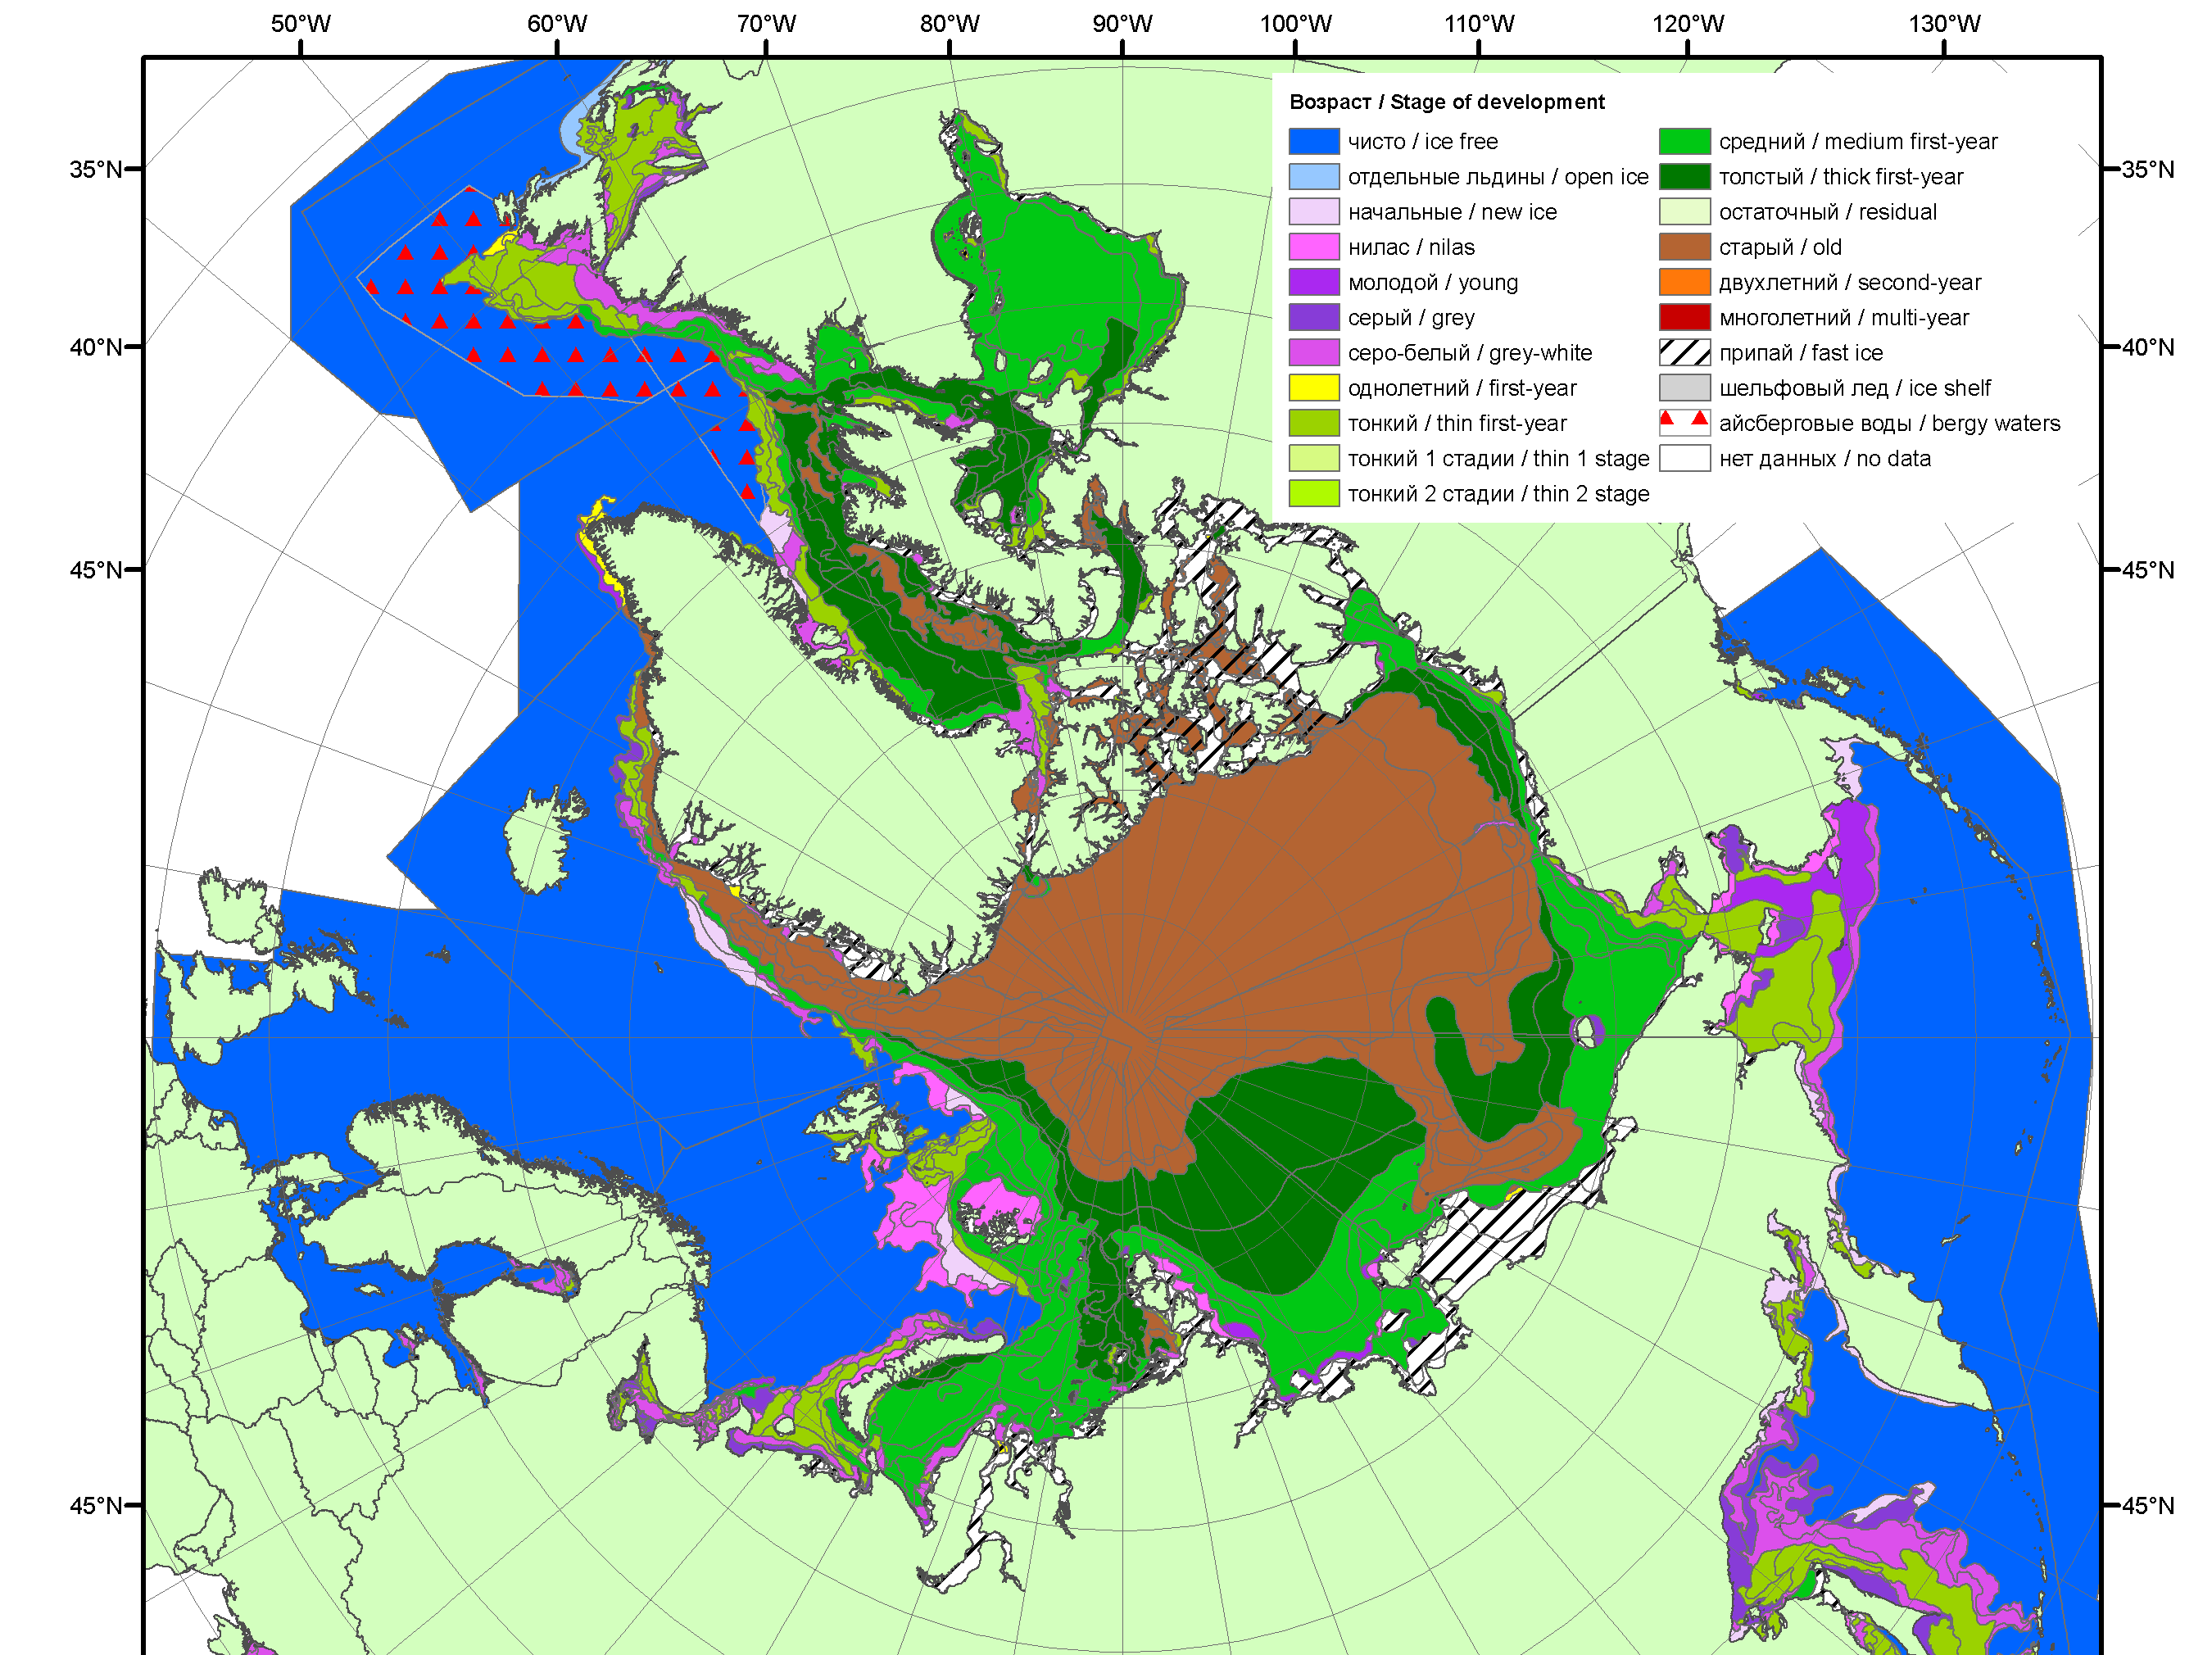 50°W 60°W 70°W 80°W 90°W 100°W 110°W 120°W 130°W
Возраст / Stage of development
чисто / ice free
отдельные льдины / open ice
начальные / new ice
нилас / nilas
молодой / young
серый / grey
серо-белый / grey-white
однолетний / first-year
тонкий / thin first-year
тонкий 1 стадии / thin 1 stage
тонкий 2 стадии / thin 2 stage
средний / medium first-year
толстый / thick first-year
остаточный / residual
старый / old
двухлетний / second-year
многолетний / multi-year
припай / fast ice
шельфовый лед / ice shelf
айсберговые воды / bergy waters
нет данных / no data
35°N 35°N
40°N 40°N
45°N 45°N
45°N 45°N